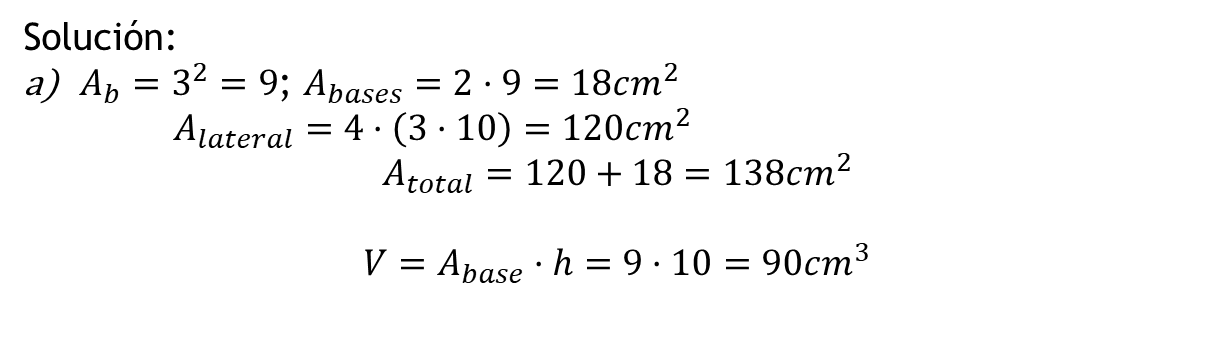 Solución:
a) A_b = 3² = 9; A_bases = 2 · 9 = 18cm²
A_lateral = 4 · (3 · 10) = 120cm²
A_total = 120 + 18 = 138cm²
V = A_base · h = 9 · 10 = 90cm³